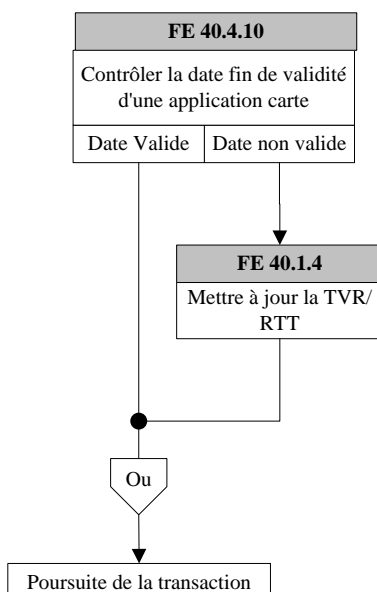 FE 40.4.10
Contrôler la date fin de validité
d'une application carte
Date Valide
Date non valide
FE 40.1.4
Mettre à jour la TVR/
RTT
Ou
Poursuite de la transaction